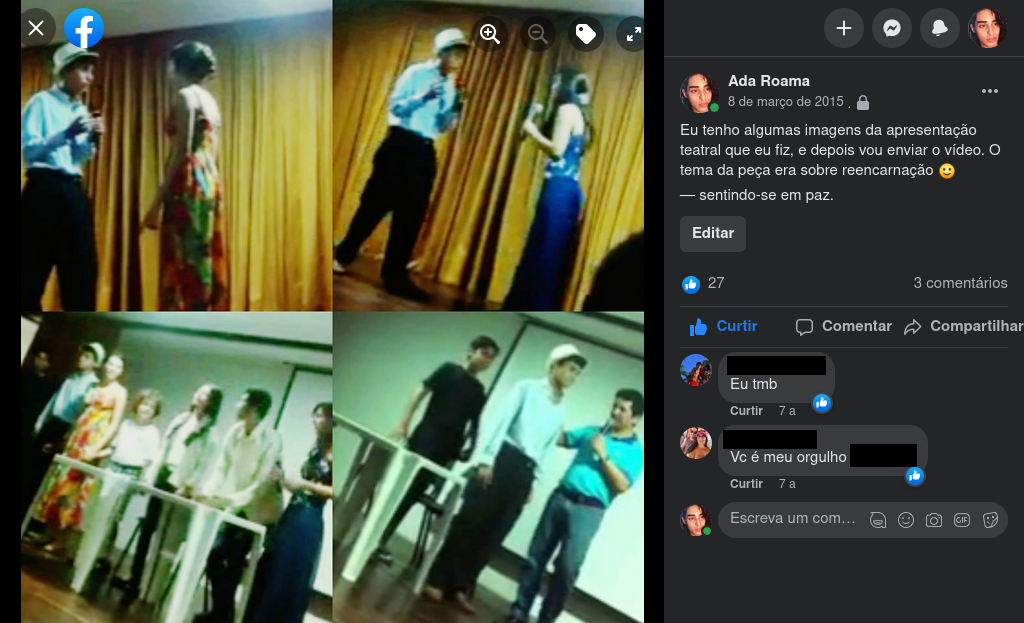 Ada Roama
8 de março de 2015 .
Eu tenho algumas imagens da apresentação
teatral que eu fiz, e depois vou enviar o vídeo. O
tema da peça era sobre reencarnação
— sentindo-se em paz.
Editar
27
3 comentários
Curtir
Comentar
Compartilhar
Eu tmb
Curtir 7 a
Vc é meu orgulho
Curtir 7 a
Escreva um com…
GIF